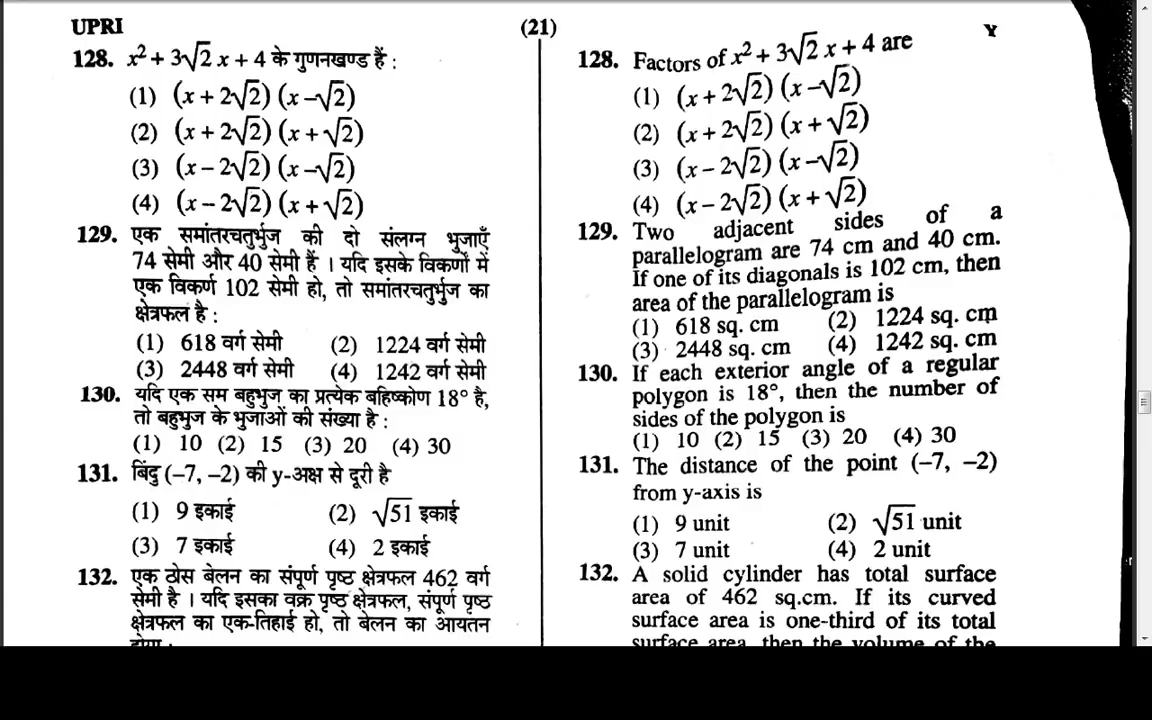 UPRI
(21)
Y
128. x² + 3√2 x + 4 के गुणनखण्ड हैं :
(1) (x + 2√2) (x – √2)
(2) (x + 2√2) (x + √2)
(3) (x – 2√2) (x – √2)
(4) (x – 2√2) (x + √2)
129. एक समांतरचतुर्भुज की दो संलग्न भुजाएँ
74 सेमी और 40 सेमी हैं । यदि इसके विकर्णों में
एक विकर्ण 102 सेमी हो, तो समांतरचतुर्भुज का
क्षेत्रफल है :
(1) 618 वर्ग सेमी (2) 1224 वर्ग सेमी
(3) 2448 वर्ग सेमी (4) 1242 वर्ग सेमी
130. यदि एक सम बहुभुज का प्रत्येक बहिष्कोण 18° है,
तो बहुभुज के भुजाओं की संख्या है :
(1) 10 (2) 15 (3) 20 (4) 30
131. बिंदु (–7, –2) की y-अक्ष से दूरी है
(1) 9 इकाई (2) √51 इकाई
(3) 7 इकाई (4) 2 इकाई
132. एक ठोस बेलन का संपूर्ण पृष्ठ क्षेत्रफल 462 वर्ग
सेमी है । यदि इसका वक्र पृष्ठ क्षेत्रफल, संपूर्ण पृष्ठ
क्षेत्रफल का एक-तिहाई हो, तो बेलन का आयतन
होगा :
128. Factors of x² + 3√2 x + 4 are
(1) (x + 2√2) (x – √2)
(2) (x + 2√2) (x + √2)
(3) (x – 2√2) (x – √2)
(4) (x – 2√2) (x + √2)
129. Two adjacent sides of a
parallelogram are 74 cm and 40 cm.
If one of its diagonals is 102 cm, then
area of the parallelogram is
(1) 618 sq. cm (2) 1224 sq. cm
(3) 2448 sq. cm (4) 1242 sq. cm
130. If each exterior angle of a regular
polygon is 18°, then the number of
sides of the polygon is
(1) 10 (2) 15 (3) 20 (4) 30
131. The distance of the point (–7, –2)
from y-axis is
(1) 9 unit (2) √51 unit
(3) 7 unit (4) 2 unit
132. A solid cylinder has total surface
area of 462 sq.cm. If its curved
surface area is one-third of its total
surface area, then the volume of the